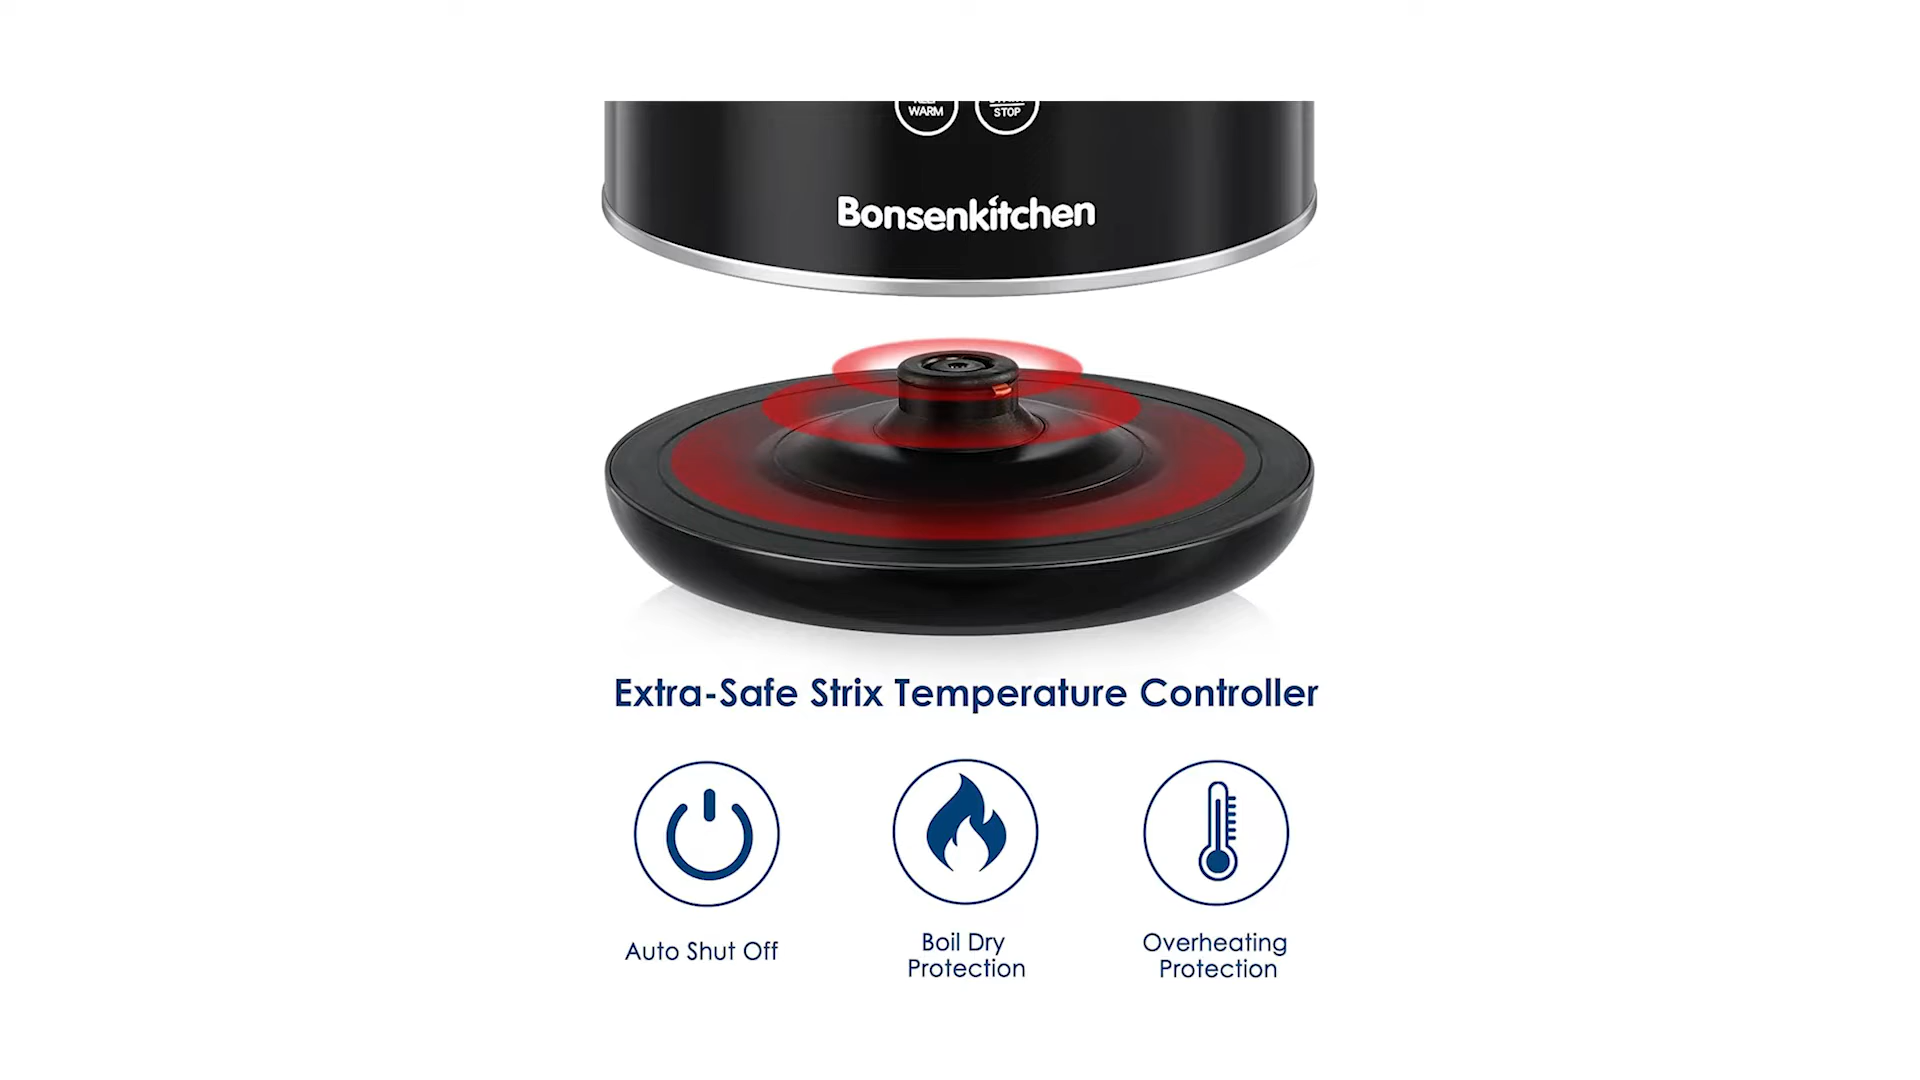 WARM
STOP
Bonsenkitchen
Extra-Safe Strix Temperature Controller
Auto Shut Off
Boil Dry
Protection
Overheating
Protection